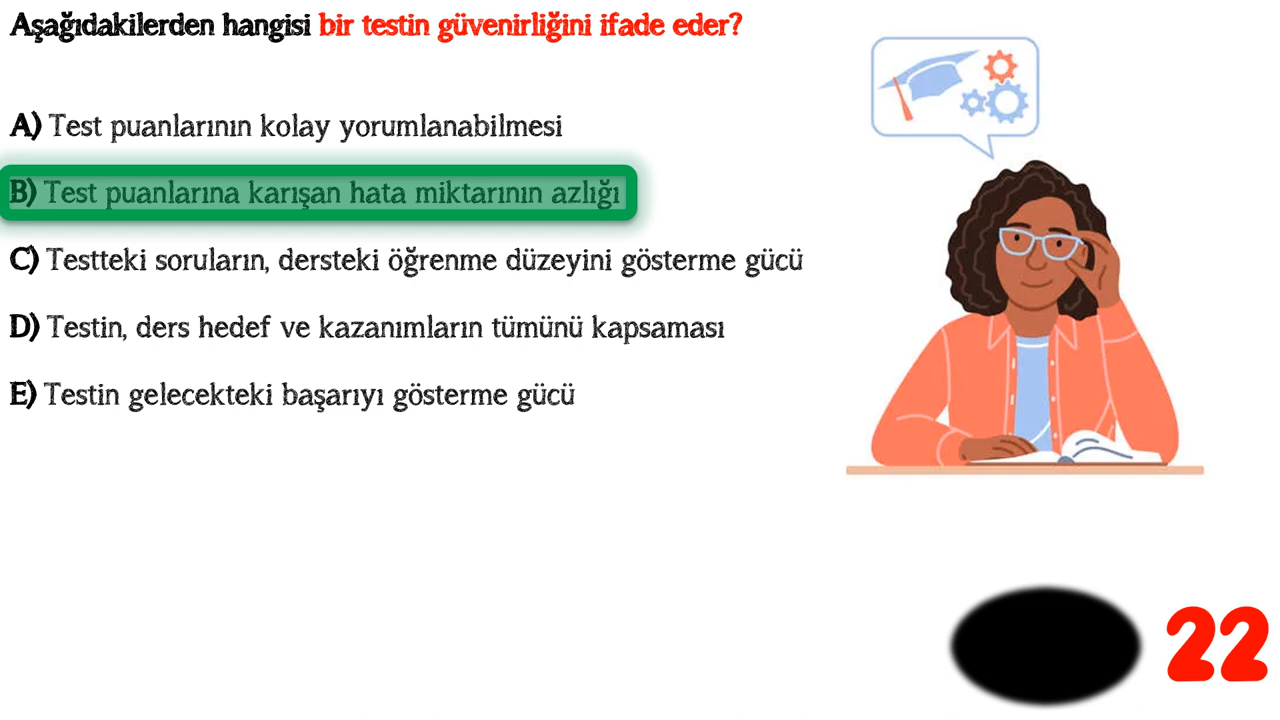 Aşağıdakilerden hangisi bir testin güvenirliğini ifade eder?
A) Test puanlarının kolay yorumlanabilmesi
B) Test puanlarına karışan hata miktarının azlığı
C) Testteki soruların, dersteki öğrenme düzeyini gösterme gücü
D) Testin, ders hedef ve kazanımların tümünü kapsaması
E) Testin gelecekteki başarıyı gösterme gücü
22